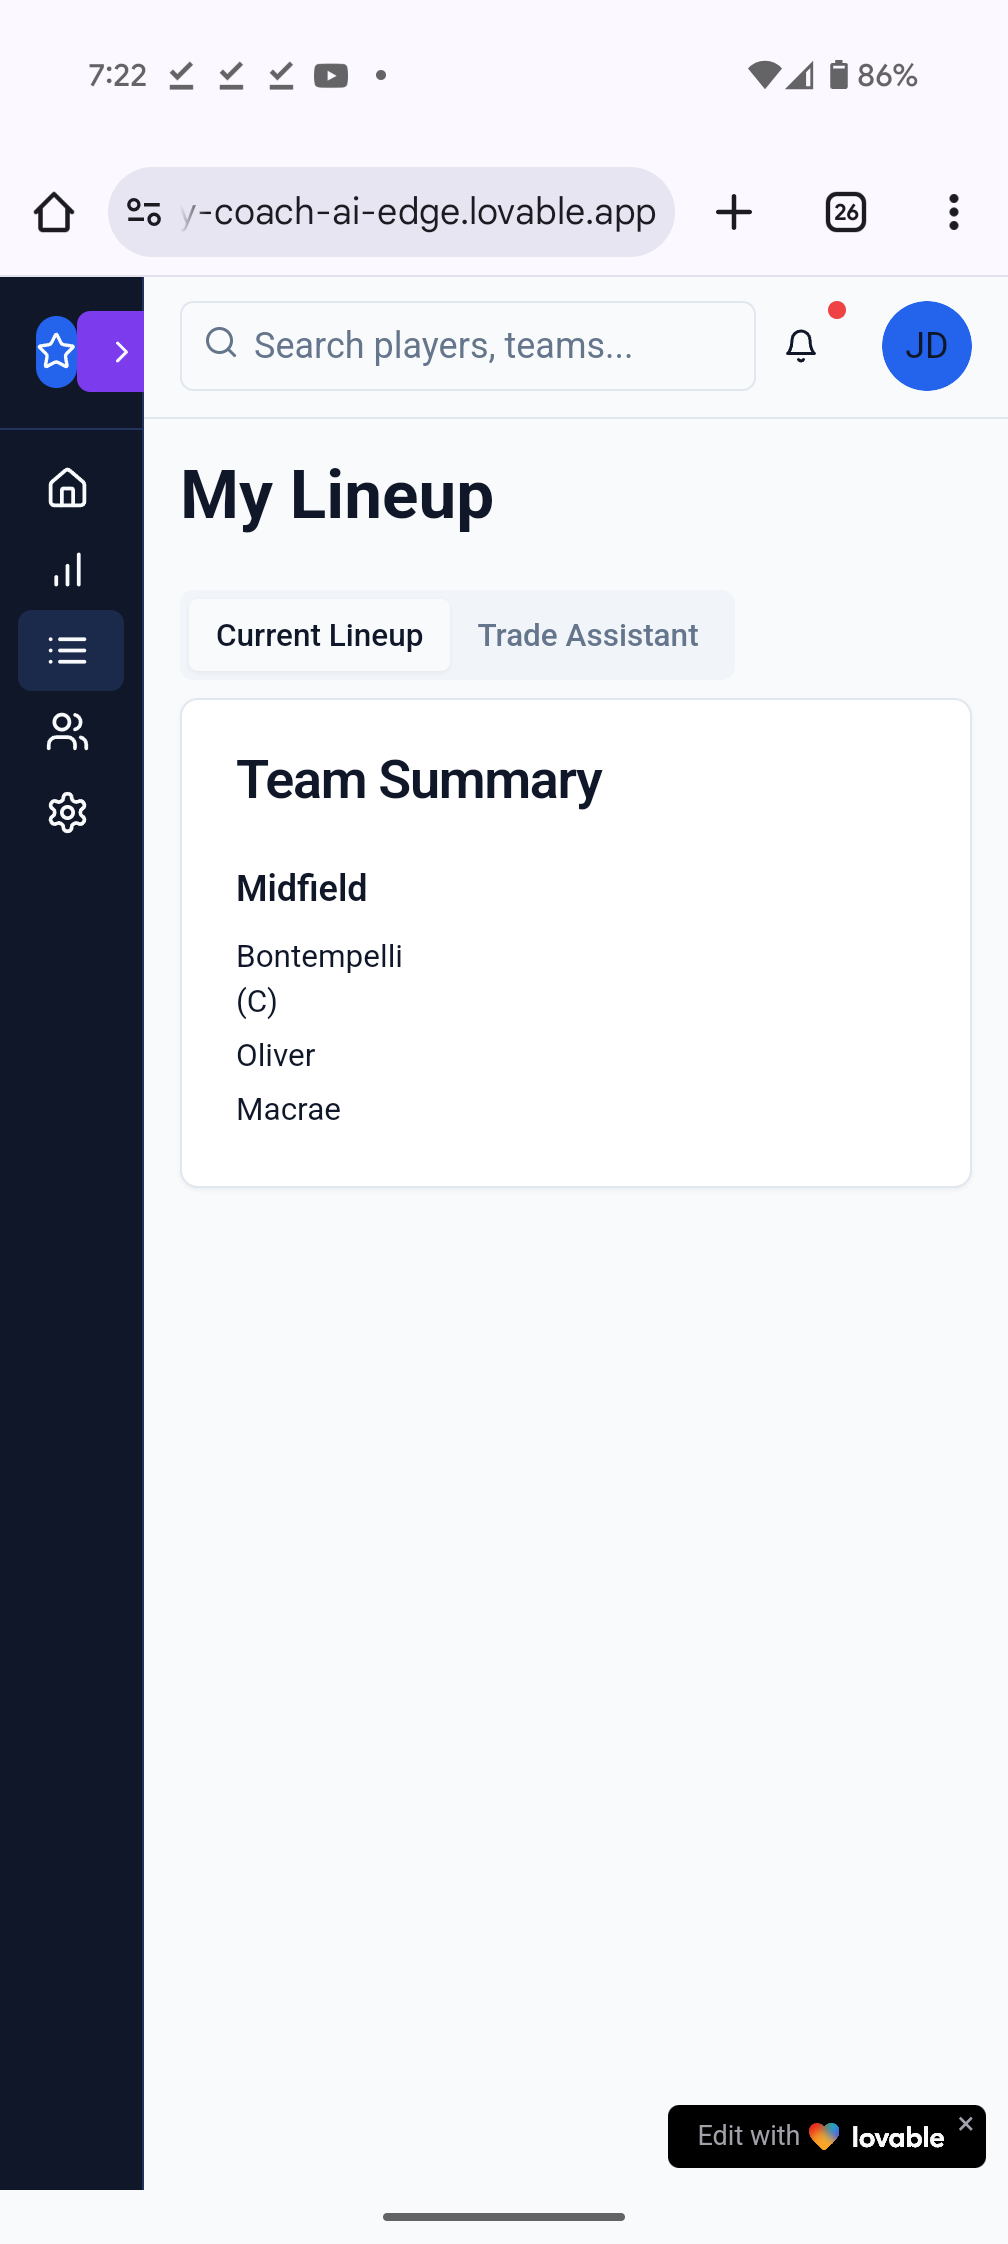 7:22
86%
y-coach-ai-edge.lovable.app
26
Search players, teams...
JD
My Lineup
Current Lineup
Trade Assistant
Team Summary
Midfield
Bontempelli
(C)
Oliver
Macrae
Edit with lovable